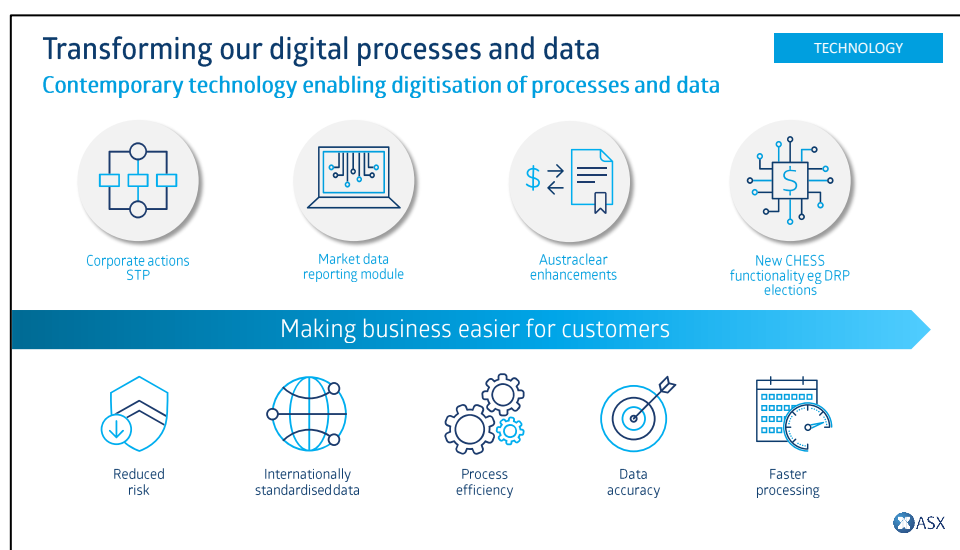 Transforming our digital processes and data
TECHNOLOGY
Contemporary technology enabling digitisation of processes and data
$
$
Corporate actions
STP
Market data
reporting module
Austraclear
enhancements
New CHESS
functionality eg DRP
elections
Making business easier for customers
Reduced
risk
Internationally
standardised data
Process
efficiency
Data
accuracy
Faster
processing
ASX